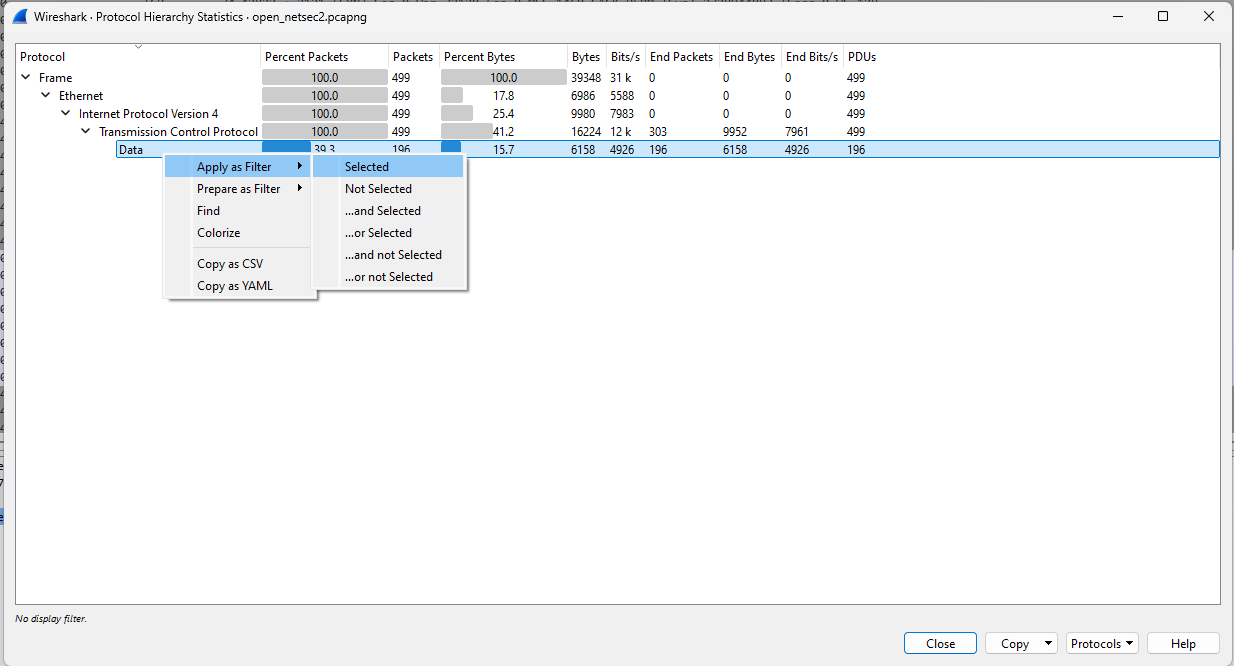 Wireshark · Protocol Hierarchy Statistics · open_netsec2.pcapng
Protocol Percent Packets Packets Percent Bytes Bytes Bits/s End Packets End Bytes End Bits/s PDUs
Frame 100.0 499 100.0 39348 31 k 0 0 0 499
Ethernet 100.0 499 17.8 6986 5588 0 0 0 499
Internet Protocol Version 4 100.0 499 25.4 9980 7983 0 0 0 499
Transmission Control Protocol 100.0 499 41.2 16224 12 k 303 9952 7961 499
Data 39.3 196 15.7 6158 4926 196 6158 4926 196
Apply as Filter Selected
Prepare as Filter Not Selected
Find ...and Selected
Colorize ...or Selected
...and not Selected
Copy as CSV
...or not Selected
Copy as YAML
No display filter.
Close Copy Protocols Help